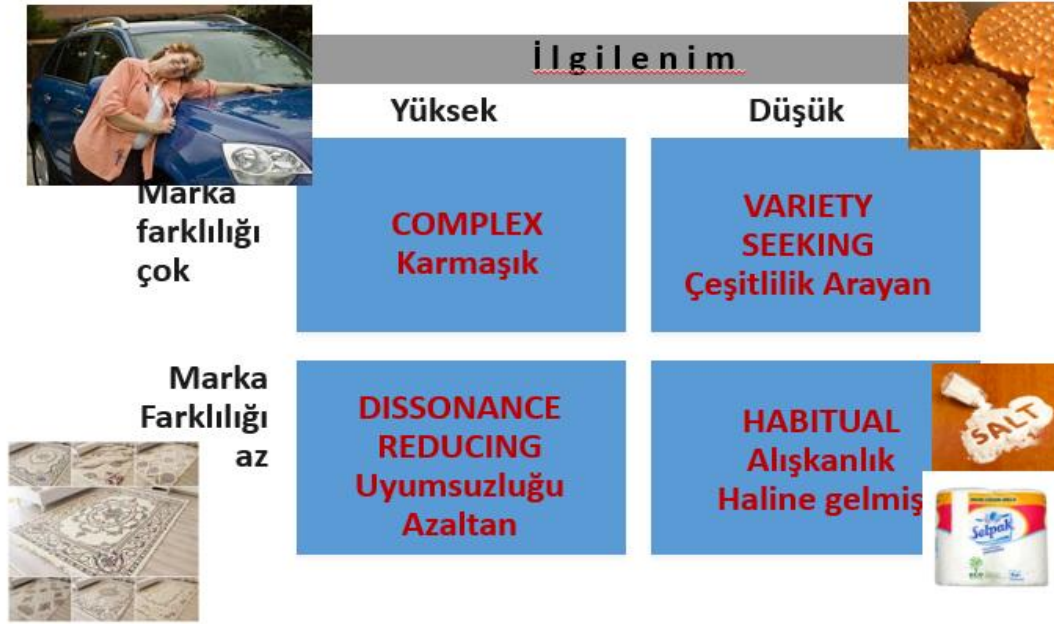 İlgilenim
Yüksek
Düşük
Marka
farklılığı
çok
COMPLEX
Karmaşık
VARIETY
SEEKING
Çeşitlilik Arayan
Marka
Farklılığı
az
DISSONANCE
REDUCING
Uyumsuzluğu
Azaltan
HABITUAL
Alışkanlık
Haline gelmiş
SALT
Selpak